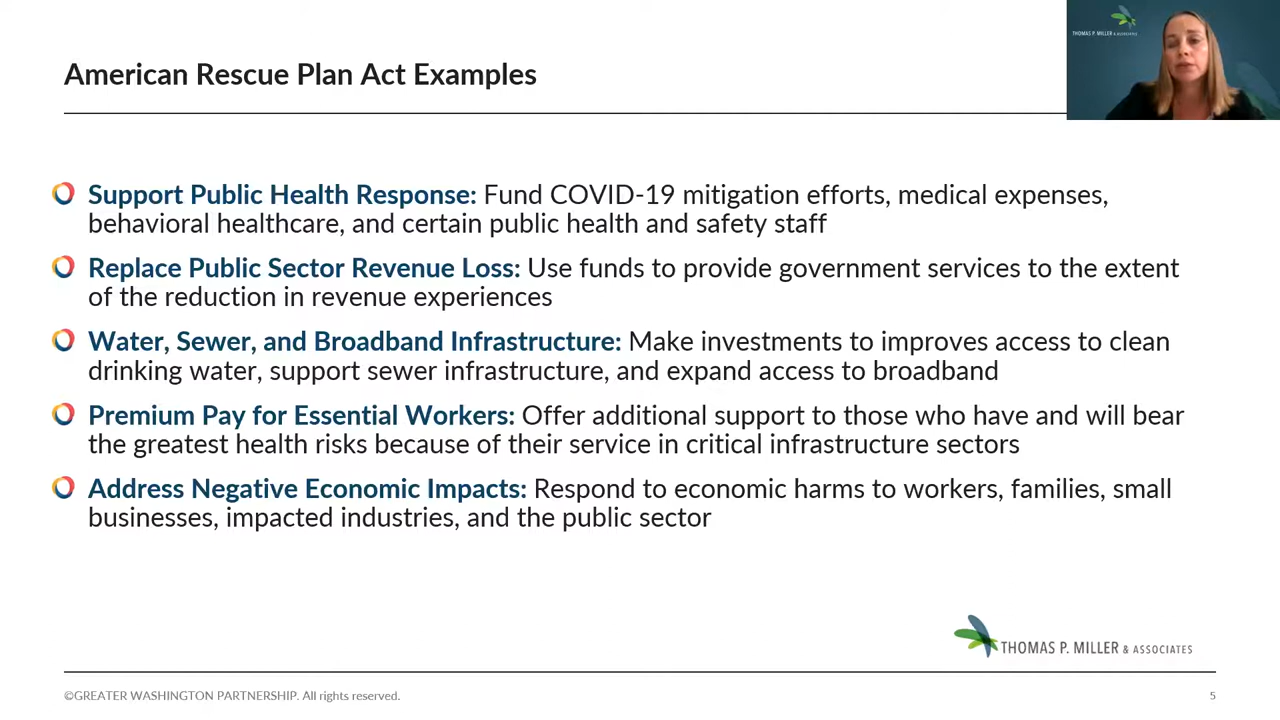 American Rescue Plan Act Examples
THOMAS P. MILLER & ASSOCIATES
Support Public Health Response: Fund COVID-19 mitigation efforts, medical expenses,
behavioral healthcare, and certain public health and safety staff
Replace Public Sector Revenue Loss: Use funds to provide government services to the extent
of the reduction in revenue experiences
Water, Sewer, and Broadband Infrastructure: Make investments to improves access to clean
drinking water, support sewer infrastructure, and expand access to broadband
Premium Pay for Essential Workers: Offer additional support to those who have and will bear
the greatest health risks because of their service in critical infrastructure sectors
Address Negative Economic Impacts: Respond to economic harms to workers, families, small
businesses, impacted industries, and the public sector
THOMAS P. MILLER & ASSOCIATES
©GREATER WASHINGTON PARTNERSHIP. All rights reserved.
5